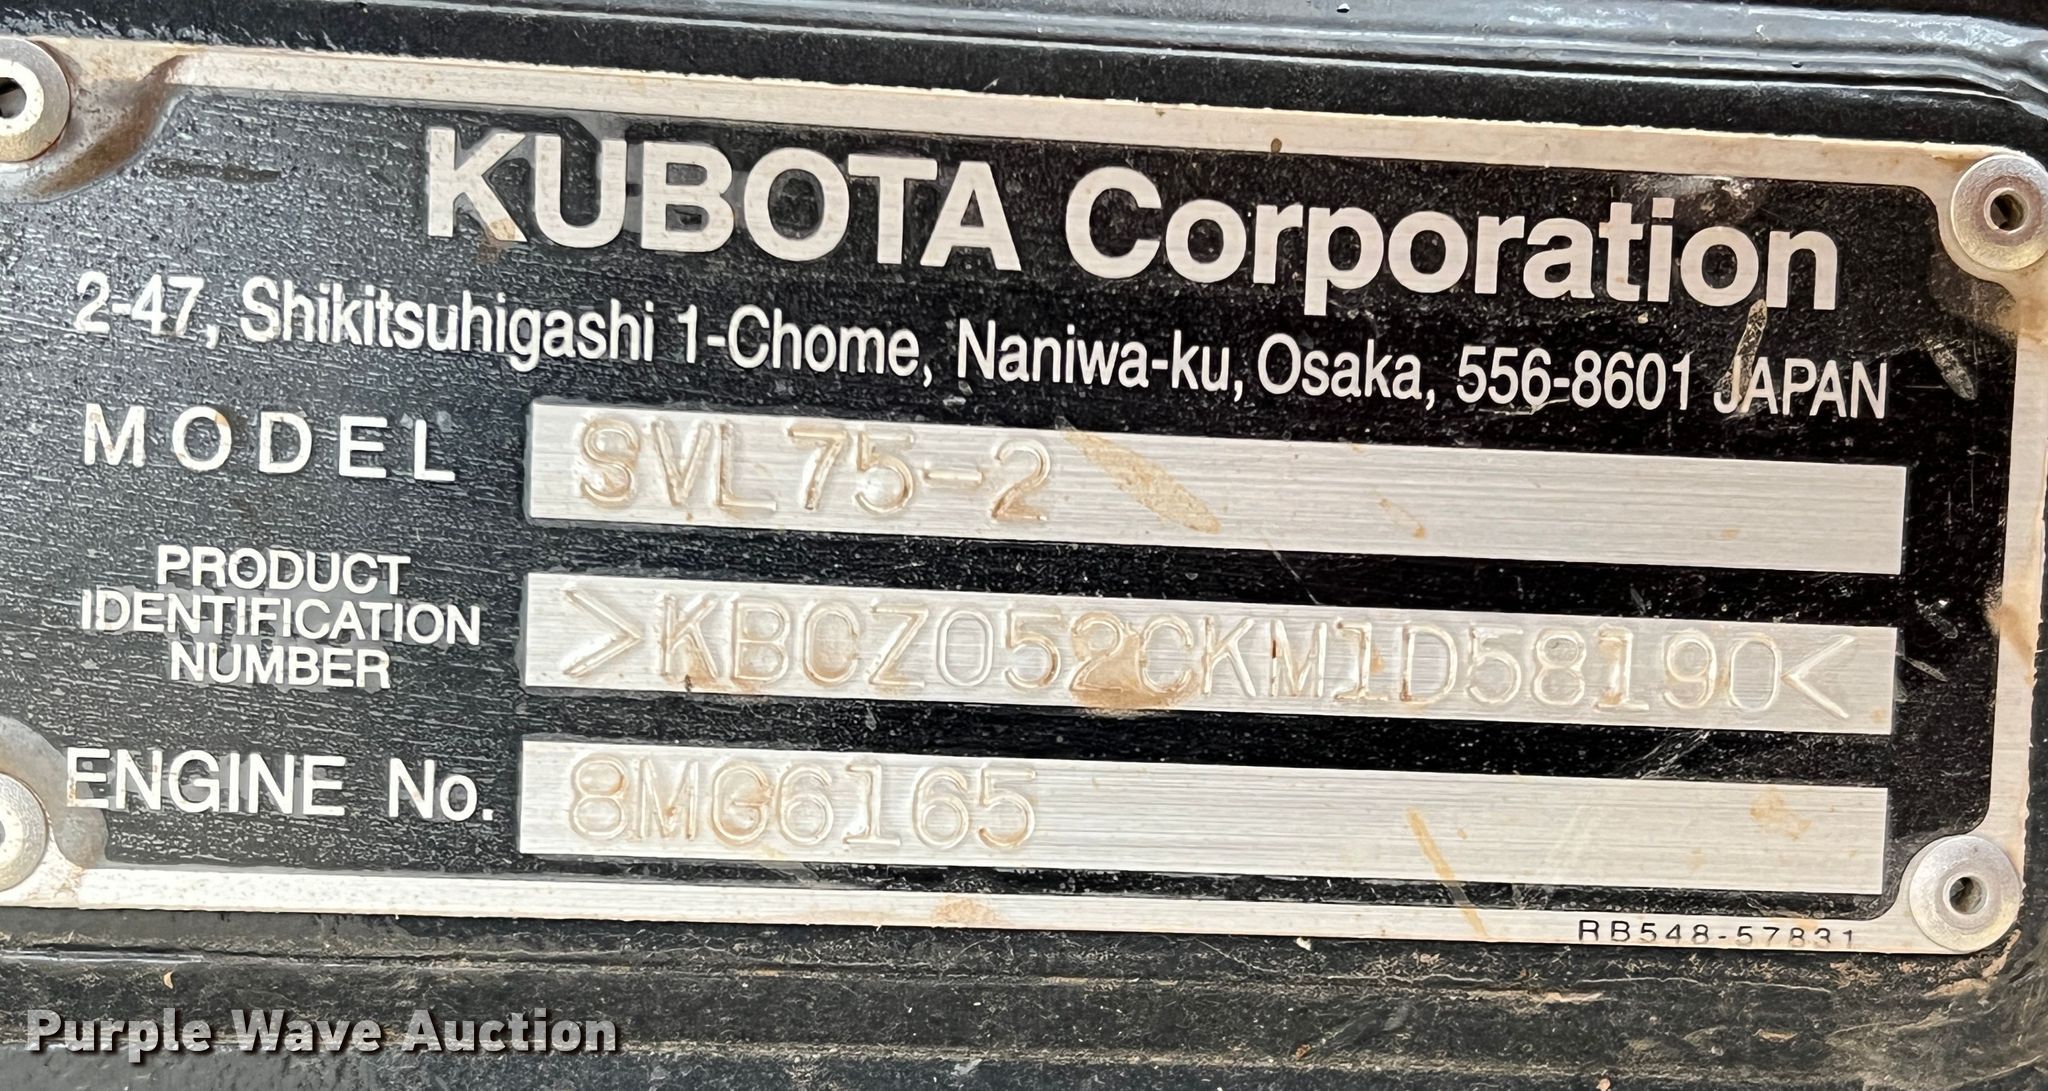 KUBOTA Corporation
2-47, Shikitsuhigashi 1-Chome, Naniwa-ku, Osaka, 556-8601 JAPAN
MODEL SVL75-2
PRODUCT
IDENTIFICATION
NUMBER
>KBCZ052CKM1D58190<
ENGINE No. 8MG6165
RB548-57831
Purple Wave Auction